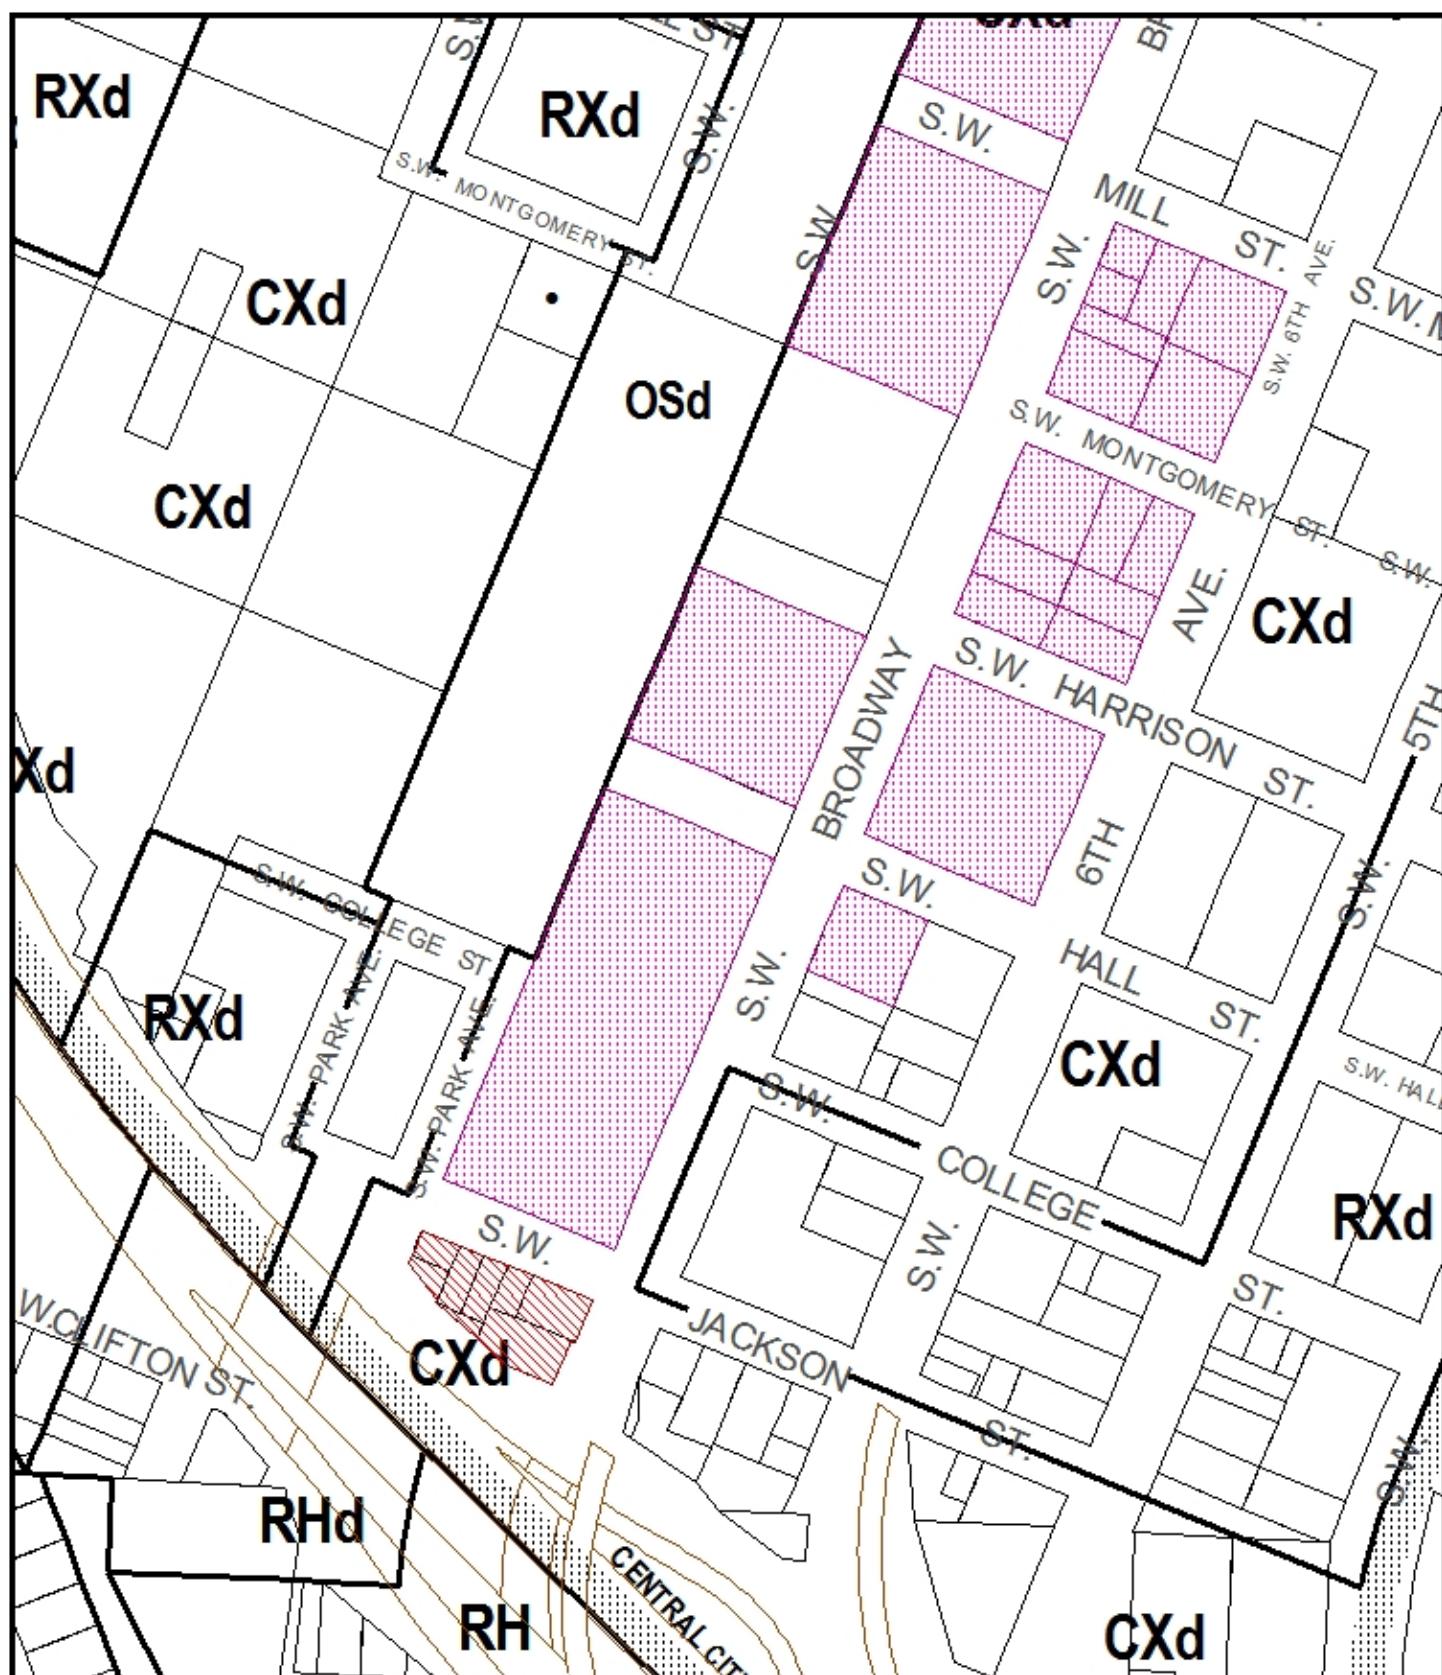 RXd
S.W.
ST.
RXd
S.W.
S.W. MONTGOMERY ST.
CXd
S.W.
S.W.
MILL ST.
S.W.
S.W. 6TH AVE.
S.W.
CXd
OSd
S.W. MONTGOMERY ST.
S.W.
CXd
AVE.
S.W. HARRISON ST.
5TH
Xd
BROADWAY
6TH
S.W.
S.W. HALL ST.
S.W. COLLEGE ST.
RXd
S.W. PARK AVE.
S.W. PARK AVE.
S.W.
CXd
S.W. HALL
S.W. COLLEGE ST.
RXd
S.W.
S.W. JACKSON ST.
CXd
W. CLIFTON ST.
S.W.
RHd
RH
CENTRAL CIT
CXd